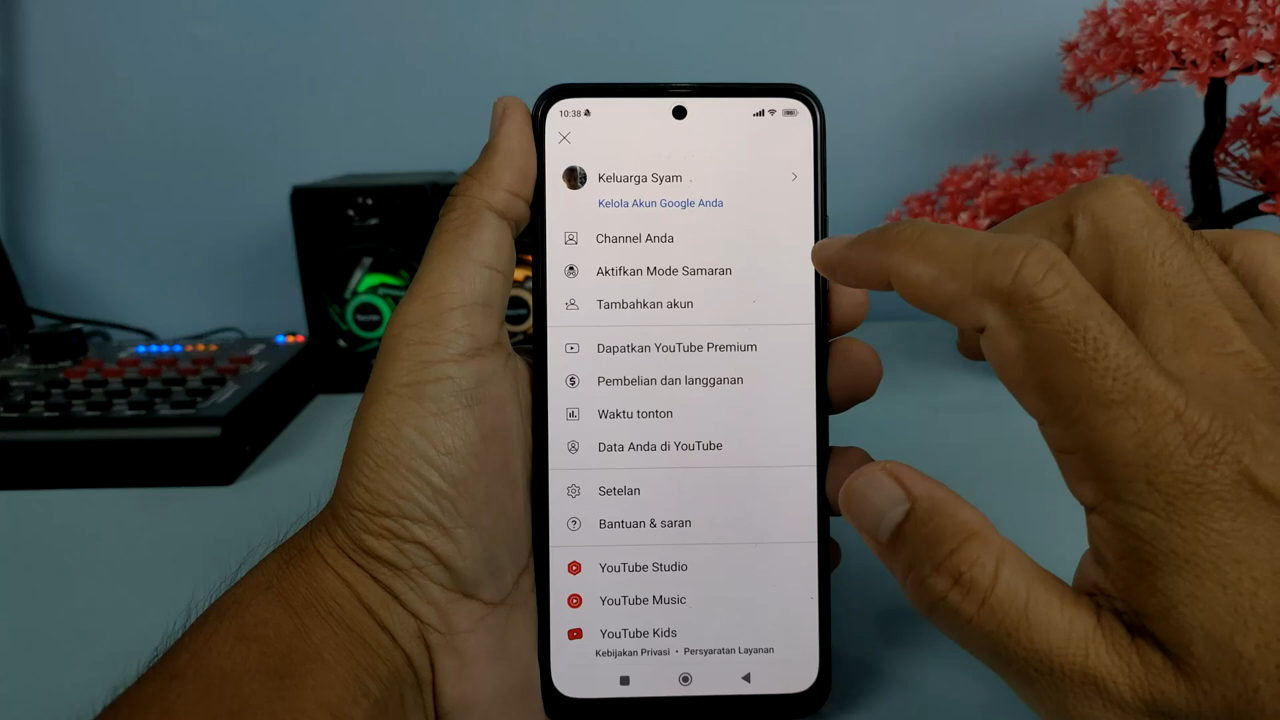 10:38
Keluarga Syam
Kelola Akun Google Anda
Channel Anda
Aktifkan Mode Samaran
Tambahkan akun
Dapatkan YouTube Premium
Pembelian dan langganan
Waktu tonton
Data Anda di YouTube
Setelan
Bantuan & saran
YouTube Studio
YouTube Music
YouTube Kids
Kebijakan Privasi • Persyaratan Layanan